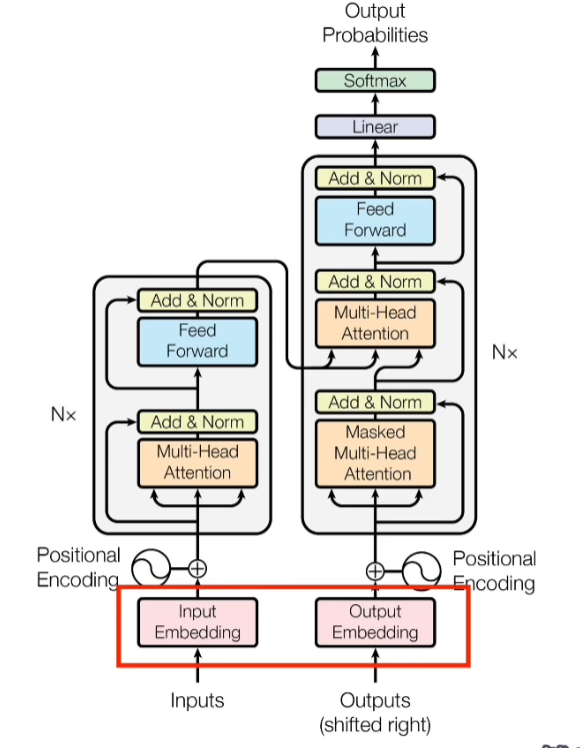 Output
Probabilities
Softmax
Linear
Add & Norm
Feed
Forward
Add & Norm
Multi-Head
Attention
Nx
Add & Norm
Masked
Multi-Head
Attention
Add & Norm
Feed
Forward
Nx
Add & Norm
Multi-Head
Attention
Positional
Encoding
Positional
Encoding
Input
Embedding
Output
Embedding
Inputs
Outputs
(shifted right)